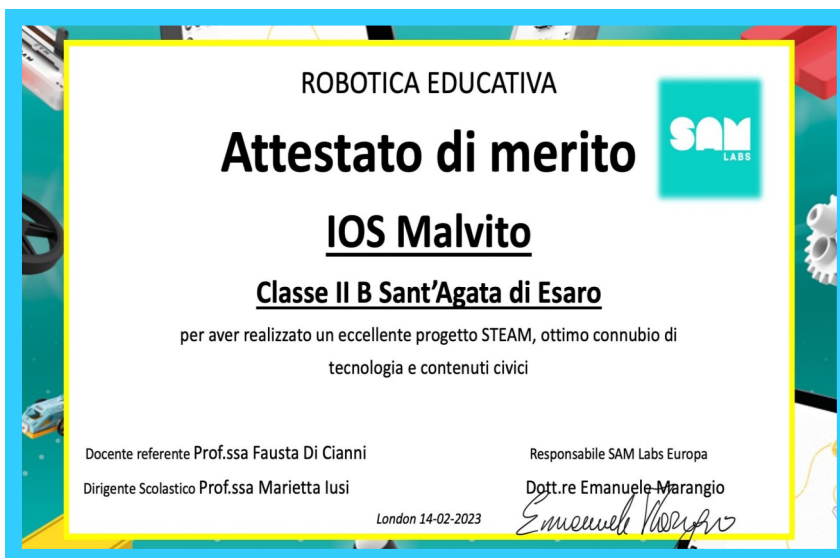 ROBOTICA EDUCATIVA
Attestato di merito
SAM
LABS
IOS Malvito
Classe II B Sant'Agata di Esaro
per aver realizzato un eccellente progetto STEAM, ottimo connubio di
tecnologia e contenuti civici
Docente referente Prof.ssa Fausta Di Cianni
Responsabile SAM Labs Europa
Dirigente Scolastico Prof.ssa Marietta Iusi
Dott.re Emanuele Marangio
London 14-02-2023
Emanuele Marangio